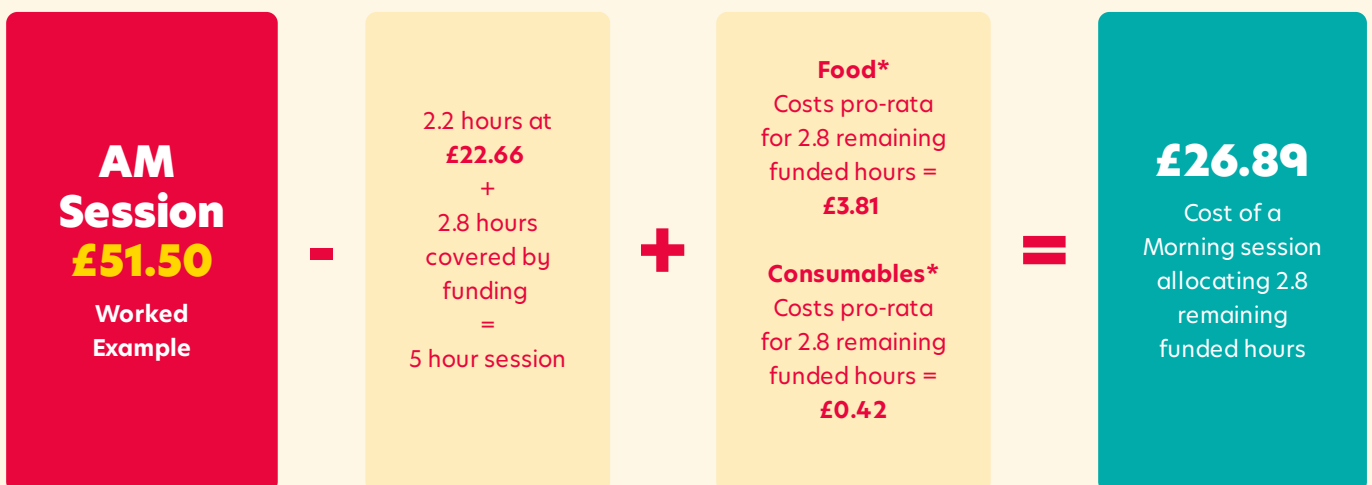 AM
Session
£51.50
Worked
Example
-
2.2 hours at
£22.66
+
2.8 hours
covered by
funding
=
5 hour session
+
Food*
Costs pro-rata
for 2.8 remaining
funded hours =
£3.81
Consumables*
Costs pro-rata
for 2.8 remaining
funded hours =
£0.42
=
£26.89
Cost of a
Morning session
allocating 2.8
remaining
funded hours